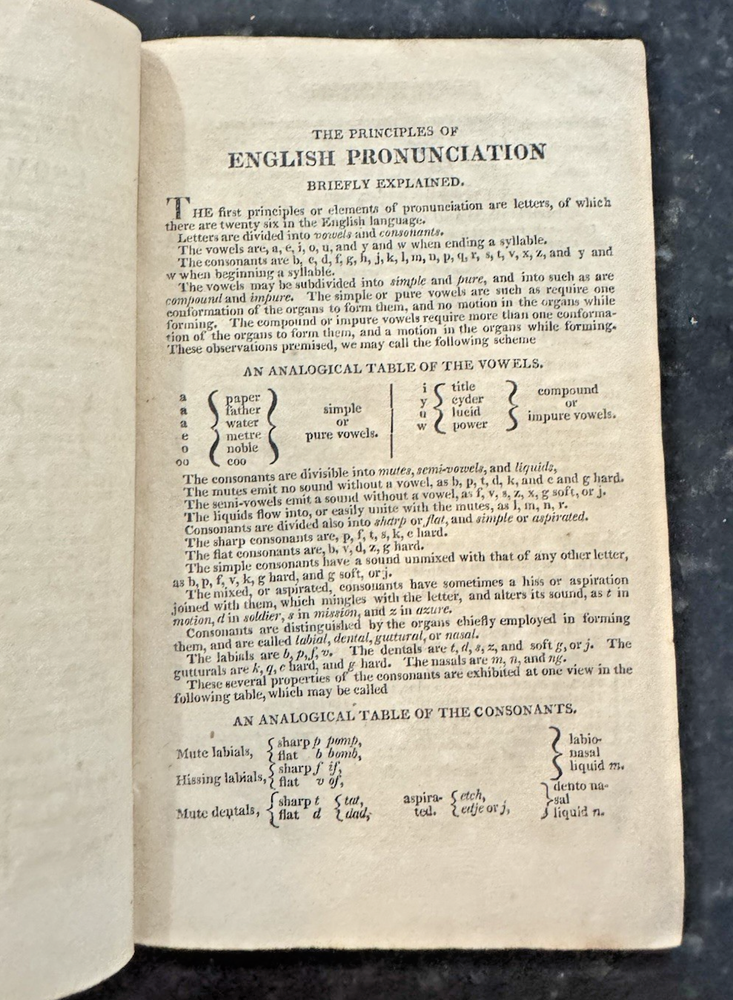 THE PRINCIPLES OF
ENGLISH PRONUNCIATION
BRIEFLY EXPLAINED.
THE first principles or elements of pronunciation are letters, of which
there are twenty six in the English language.
Letters are divided into vowels and consonants.
The vowels are, a, e, i, o, u, and y and w when ending a syllable.
The consonants are b, c, d, f, g, h, j, k, l, m, n, p, q, r, s, t, v, x, z, and y and
w when beginning a syllable.
The vowels may be subdivided into simple and pure, and into such as are
compound and impure. The simple or pure vowels are such as require one
conformation of the organs to form them, and no motion in the organs while
forming. The compound or impure vowels require more than one conforma-
tion of the organs to form them, and a motion in the organs while forming.
These observations premised, we may call the following scheme
AN ANALOGICAL TABLE OF THE VOWELS.
a { paper } | i { title }
a { father } | y { cyder } compound
a { water } simple | u { lucid } or
e { metre } or | w { power } impure vowels.
o { noble } pure vowels.
oo { coo }
The consonants are divisible into mutes, semi-vowels, and liquids,
The mutes emit no sound without a vowel, as b, p, t, d, k, and c and g hard.
The semi-vowels emit a sound without a vowel, as f, v, s, z, x, g soft, or j.
The liquids flow into, or easily unite with the mutes, as l, m, n, r.
Consonants are divided also into sharp or flat, and simple or aspirated.
The sharp consonants are, p, f, t, s, k, c hard.
The flat consonants are, b, v, d, z, g hard.
The simple consonants have a sound unmixed with that of any other letter,
as b, p, f, v, k, g hard, and g soft, or j.
The mixed, or aspirated, consonants have sometimes a hiss or aspiration
joined with them, which mingles with the letter, and alters its sound, as t in
motion, d in soldier, s in mission, and z in azure.
Consonants are distinguished by the organs chiefly employed in forming
them, and are called labial, dental, guttural, or nasal.
The labials are b, p, f, v. The dentals are t, d, s, z, and soft g, or j. The
gutturals are k, q, c hard, and g hard. The nasals are m, n, and ng.
These several properties of the consonants are exhibited at one view in the
following table, which may be called
AN ANALOGICAL TABLE OF THE CONSONANTS.
Mute labials, { sharp p pomp, } labio-
{ flat b bomb, } nasal
Hissing labials, { sharp f if, } liquid m.
{ flat v of,
Mute dentals, { sharp t { tat, aspira- { etch, } dento na-
{ flat d { dad, ted. { edje or j, } sal
} liquid n.